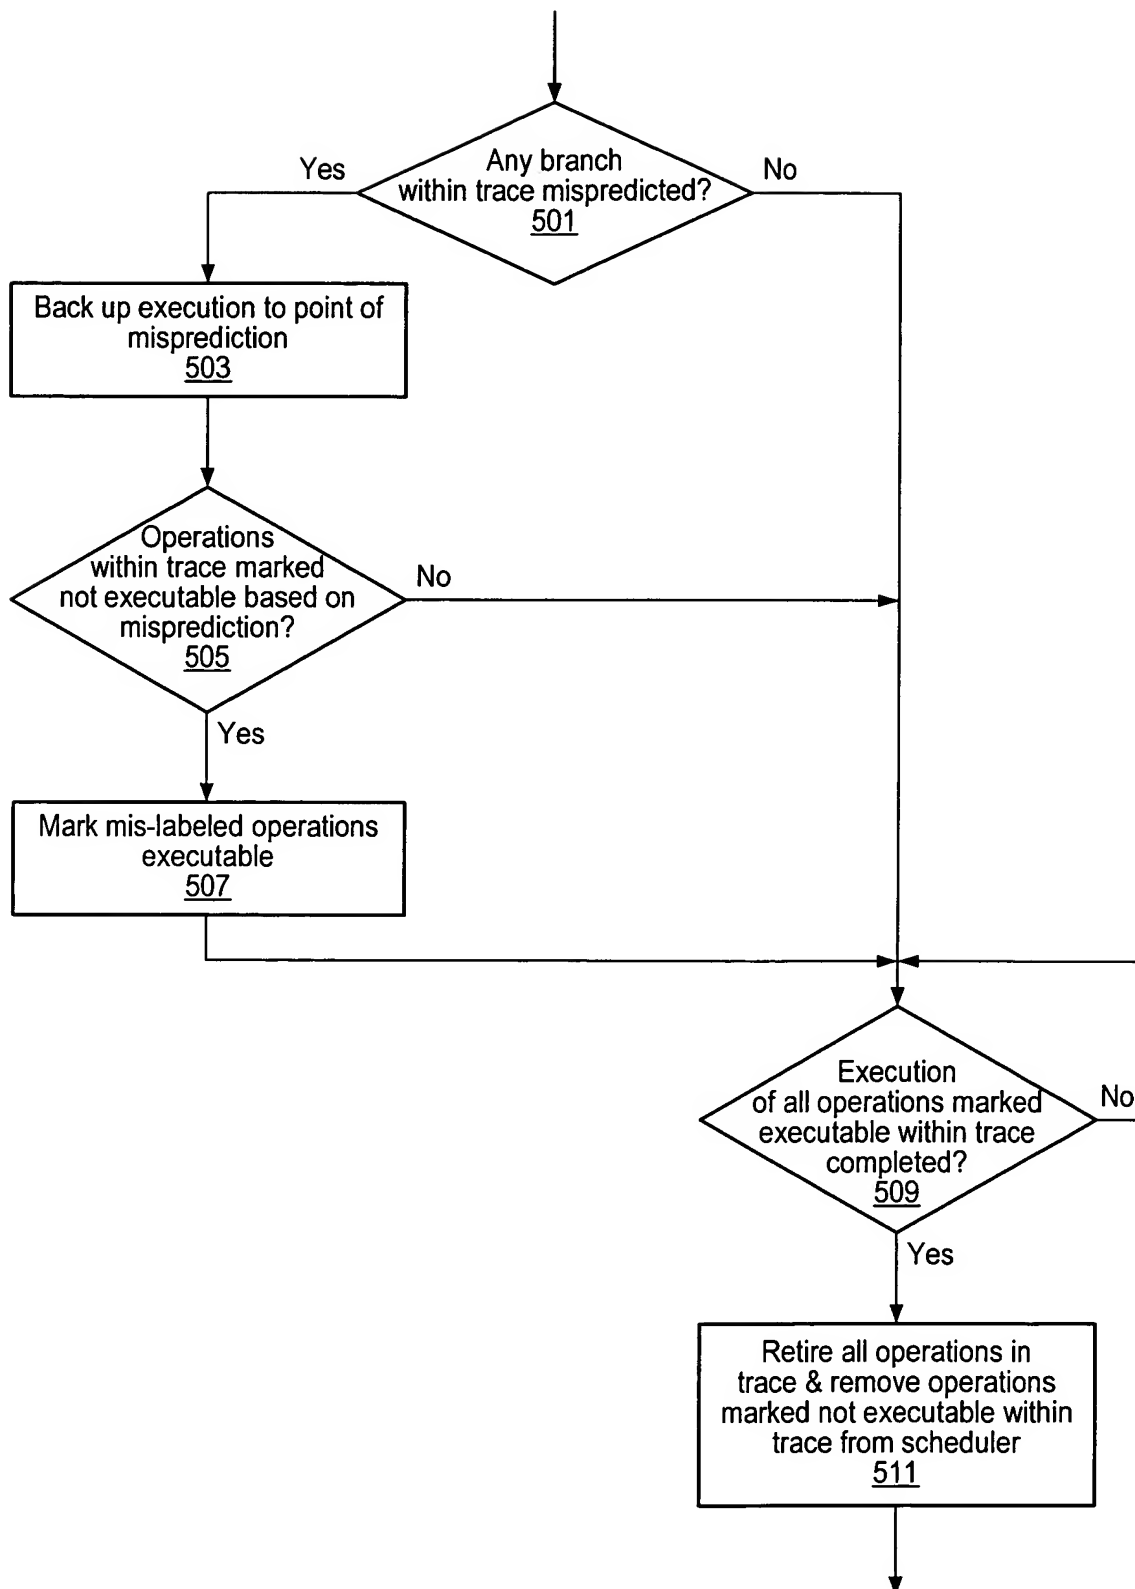 Any branch
within trace mispredicted?
501
Yes
No
Back up execution to point of
misprediction
503
Operations
within trace marked
not executable based on
misprediction?
505
No
Yes
Mark mis-labeled operations
executable
507
Execution
of all operations marked
executable within trace
completed?
509
No
Yes
Retire all operations in
trace & remove operations
marked not executable within
trace from scheduler
511